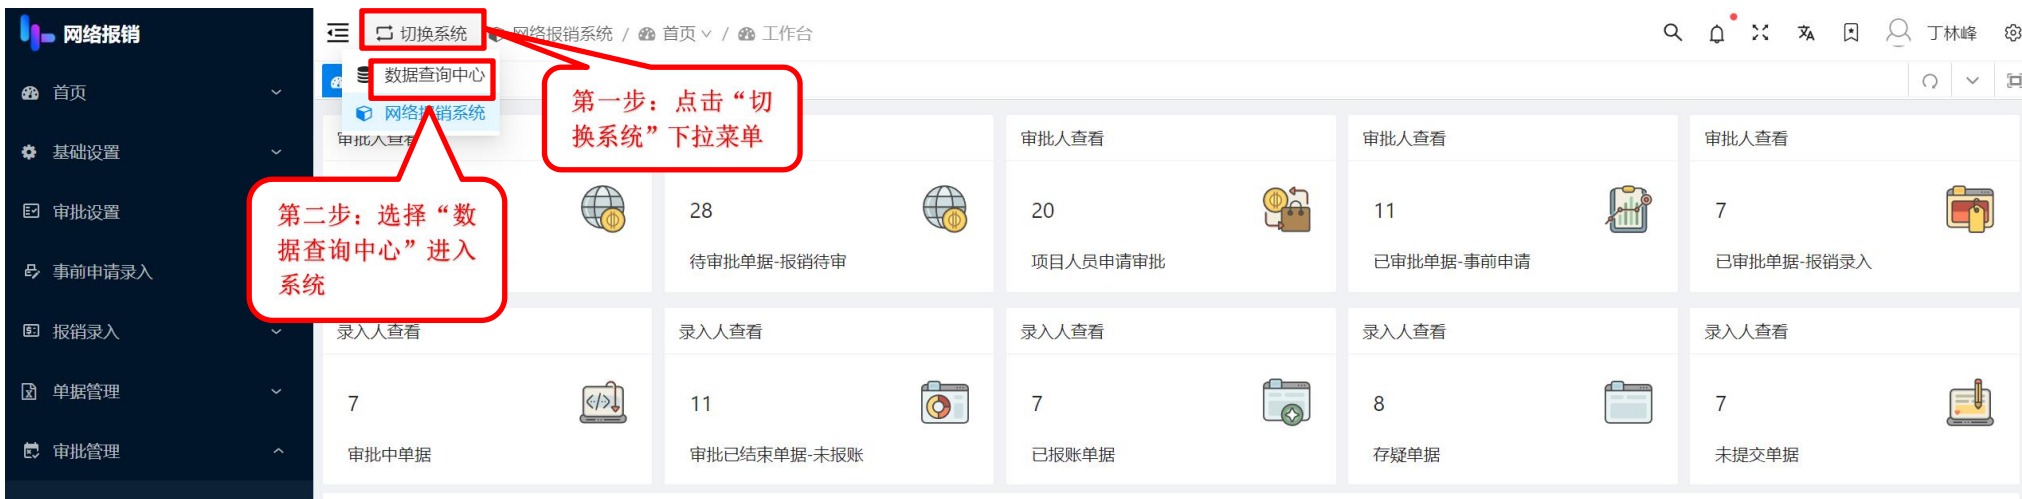 网络报销
切换系统 网络报销系统 / 首页 / 工作台
丁林峰
数据查询中心
网络报销系统
第一步：点击“切
换系统”下拉菜单
第二步：选择“数
据查询中心”进入
系统
首页
基础设置
审批设置
事前申请录入
报销录入
单据管理
审批管理
审批人查看
审批人查看
审批人查看
审批人查看
28
待审批单据-报销待审
20
项目人员申请审批
11
已审批单据-事前申请
7
已审批单据-报销录入
录入人查看
录入人查看
录入人查看
录入人查看
录入人查看
7
审批中单据
11
审批已结束单据-未报账
7
已报账单据
8
存疑单据
7
未提交单据